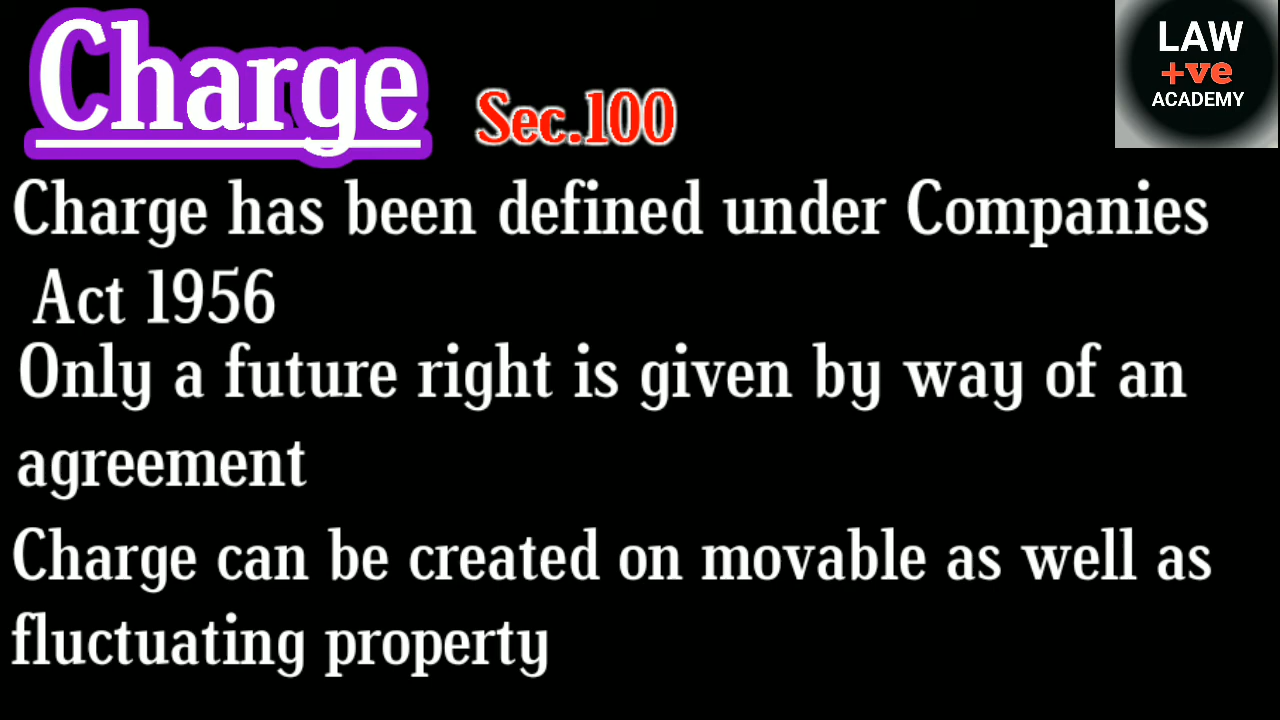 Charge
Sec.100
LAW
+ve
ACADEMY
Charge has been defined under Companies
Act 1956
Only a future right is given by way of an
agreement
Charge can be created on movable as well as
fluctuating property